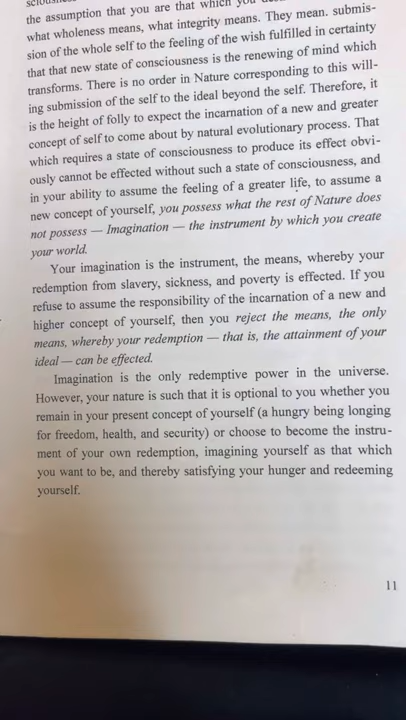 the assumption that you are that which you
what wholeness means, what integrity means. They mean. submis-
sion of the whole self to the feeling of the wish fulfilled in certainty
that that new state of consciousness is the renewing of mind which
transforms. There is no order in Nature corresponding to this will-
ing submission of the self to the ideal beyond the self. Therefore, it
is the height of folly to expect the incarnation of a new and greater
concept of self to come about by natural evolutionary process. That
which requires a state of consciousness to produce its effect obvi-
ously cannot be effected without such a state of consciousness, and
in your ability to assume the feeling of a greater life, to assume a
new concept of yourself, you possess what the rest of Nature does
not possess — Imagination — the instrument by which you create
your world.
Your imagination is the instrument, the means, whereby your
redemption from slavery, sickness, and poverty is effected. If you
refuse to assume the responsibility of the incarnation of a new and
higher concept of yourself, then you reject the means, the only
means, whereby your redemption — that is, the attainment of your
ideal — can be effected.
Imagination is the only redemptive power in the universe.
However, your nature is such that it is optional to you whether you
remain in your present concept of yourself (a hungry being longing
for freedom, health, and security) or choose to become the instru-
ment of your own redemption, imagining yourself as that which
you want to be, and thereby satisfying your hunger and redeeming
yourself.
11